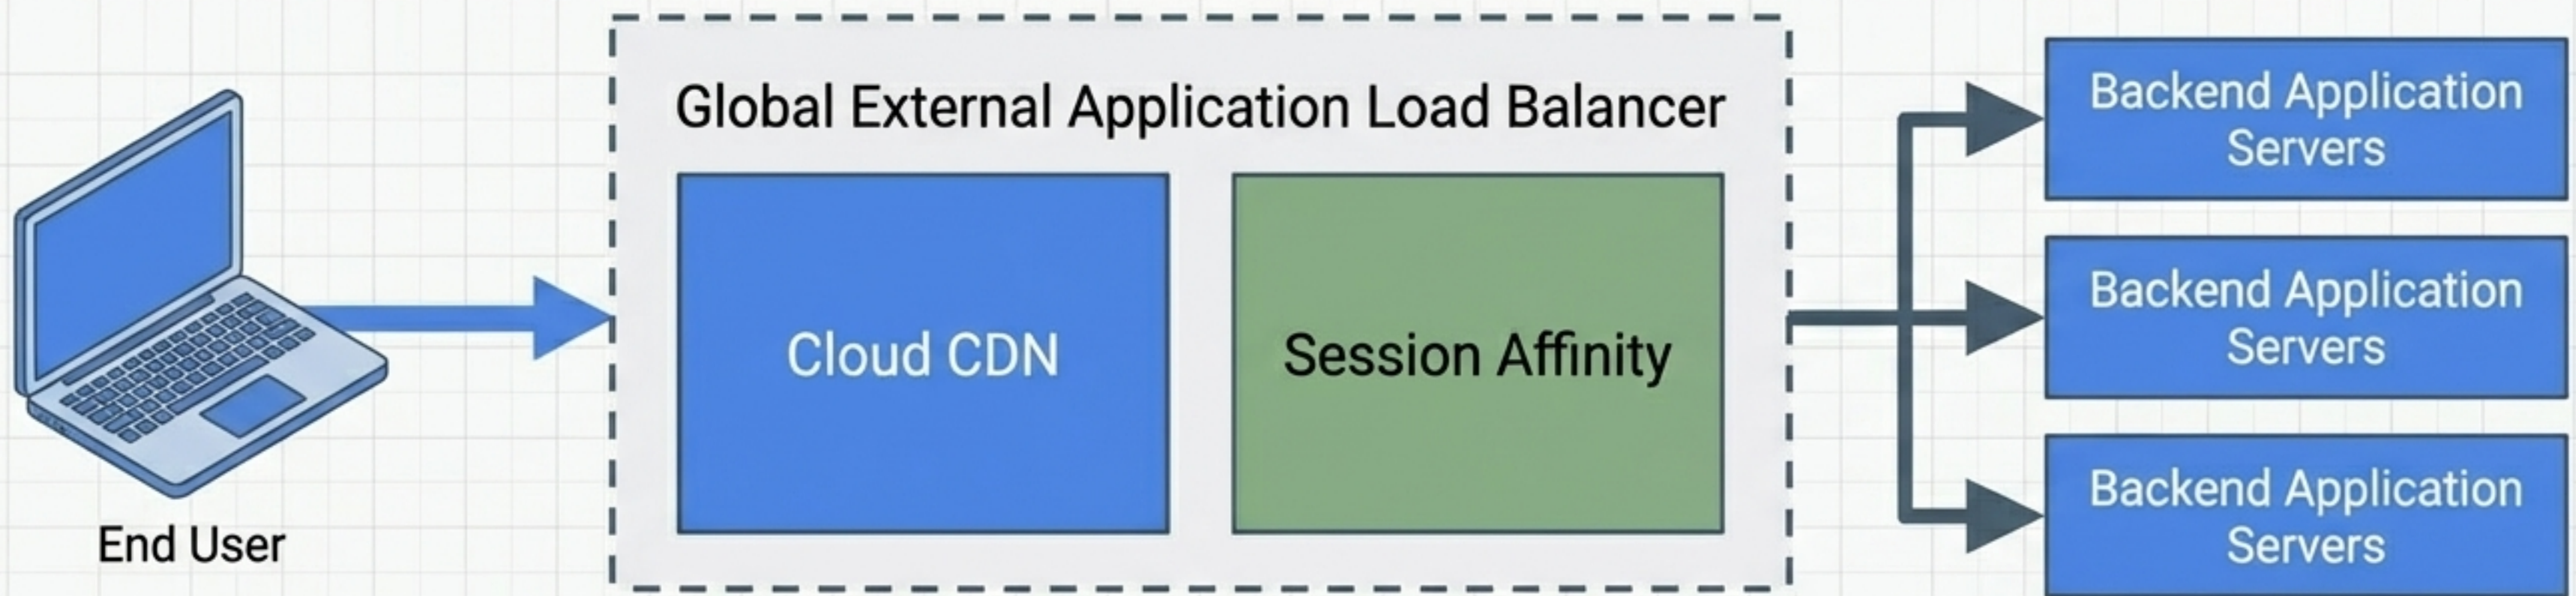 Global External Application Load Balancer
Cloud CDN
Session Affinity
End User
Backend Application
Servers
Backend Application
Servers
Backend Application
Servers